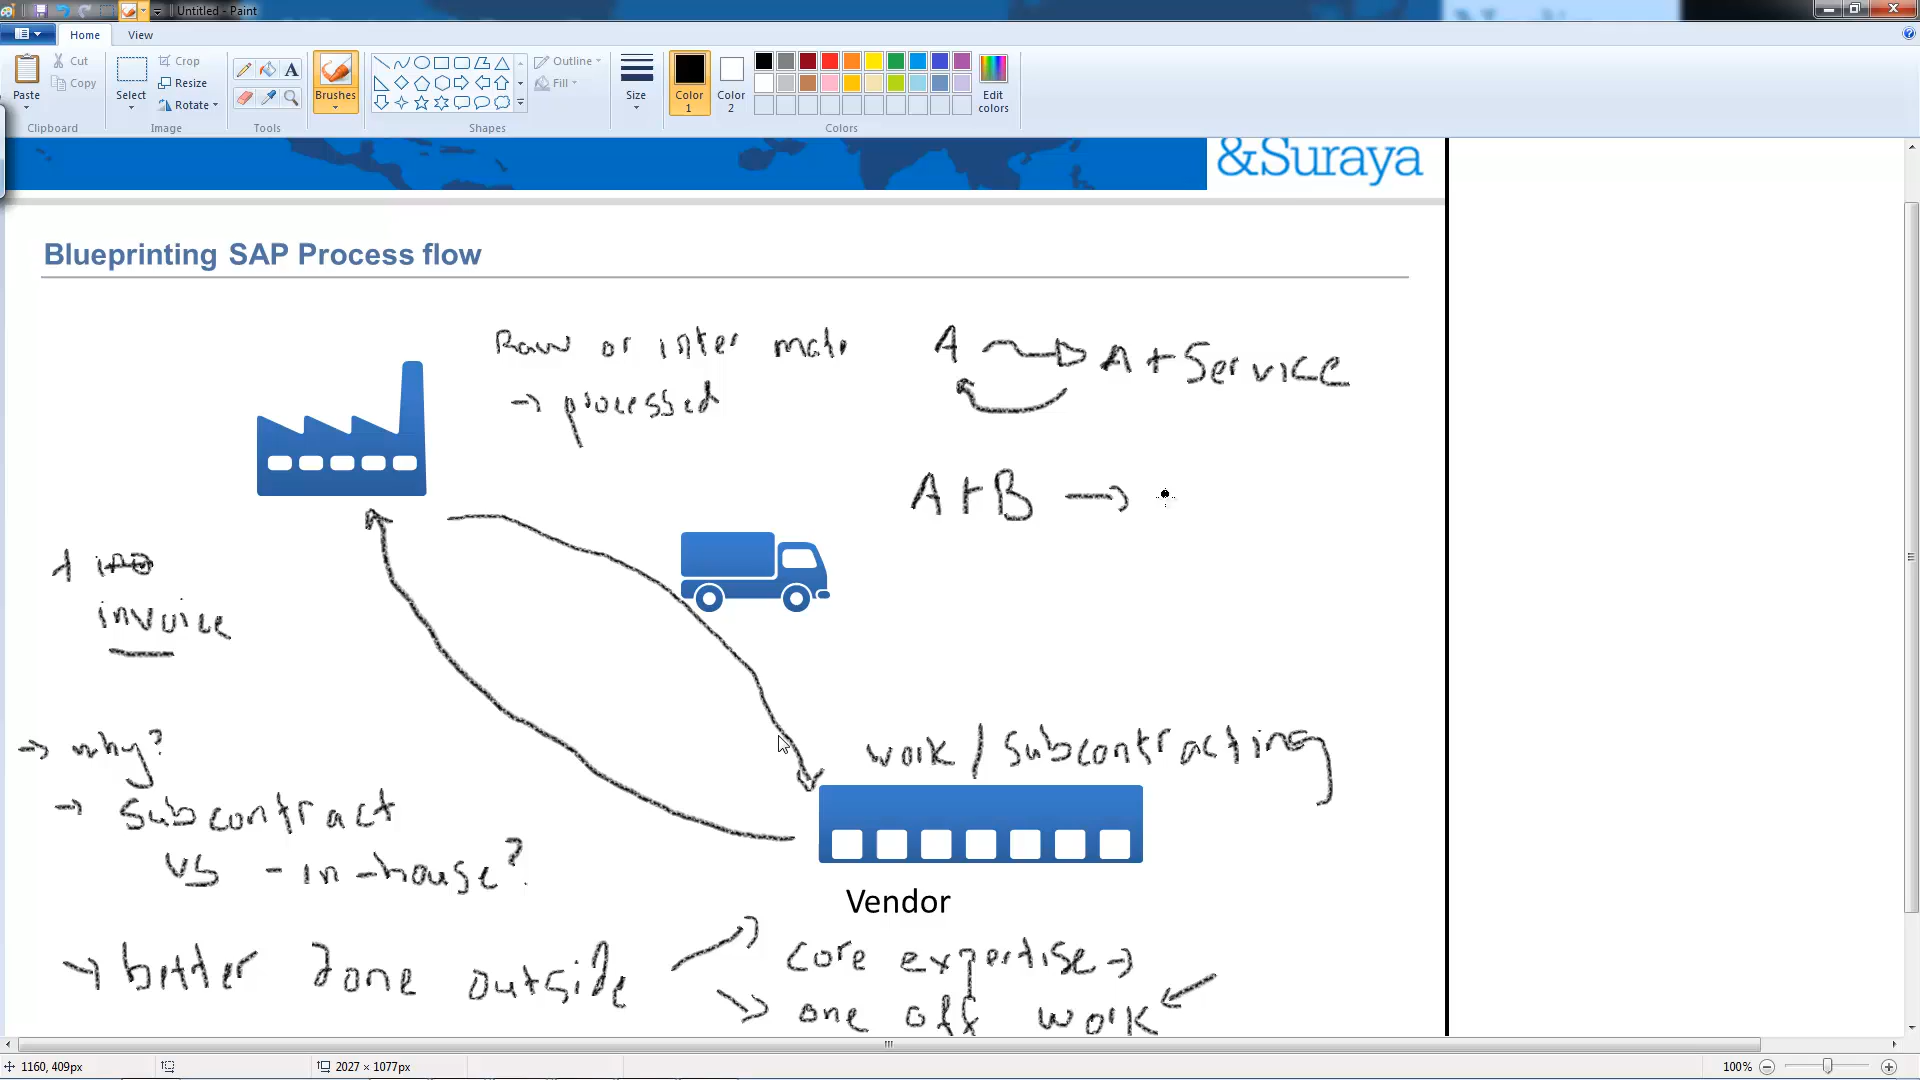 Untitled - Paint
Home View
Paste Cut Copy Clipboard
Select Crop Resize Rotate Image
Tools
Brushes
Shapes
Outline Fill
Size
Color 1 Color 2
Edit colors
Colors
&Suraya
Blueprinting SAP Process flow
Raw or inter mate
→ processed
A → A + Service
A + B →
invoice
→ why?
→ subcontract
vs - in-house?
work / subcontracting
Vendor
→ better done outside
core expertise →
one off work
1160, 409px
2027 × 1077px
100%